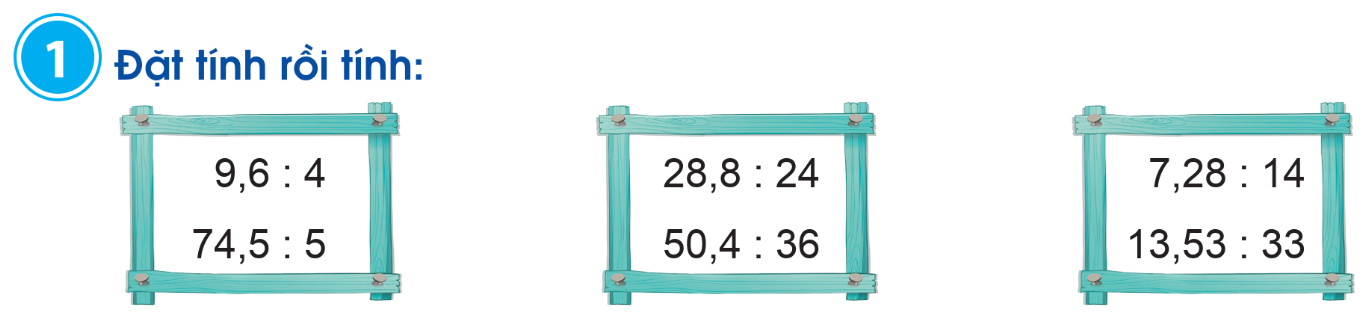 1 Đặt tính rồi tính:
9,6 : 4
74,5 : 5
28,8 : 24
50,4 : 36
7,28 : 14
13,53 : 33